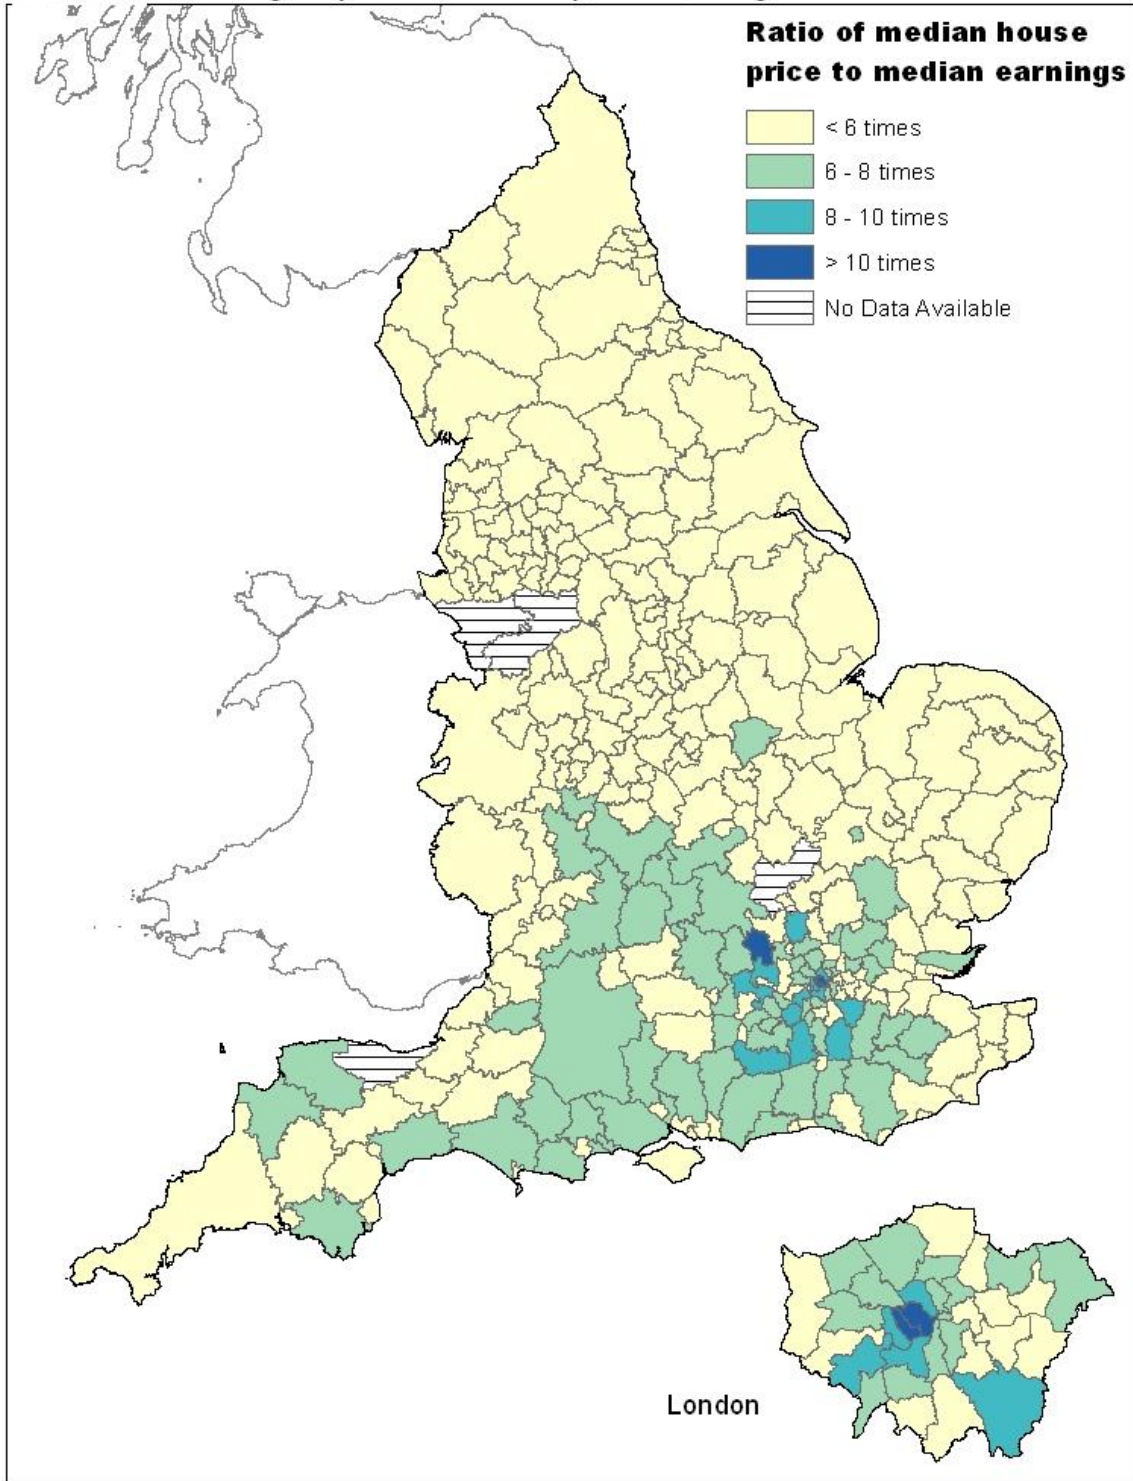 Ratio of median house
price to median earnings
< 6 times
6 - 8 times
8 - 10 times
> 10 times
No Data Available
London